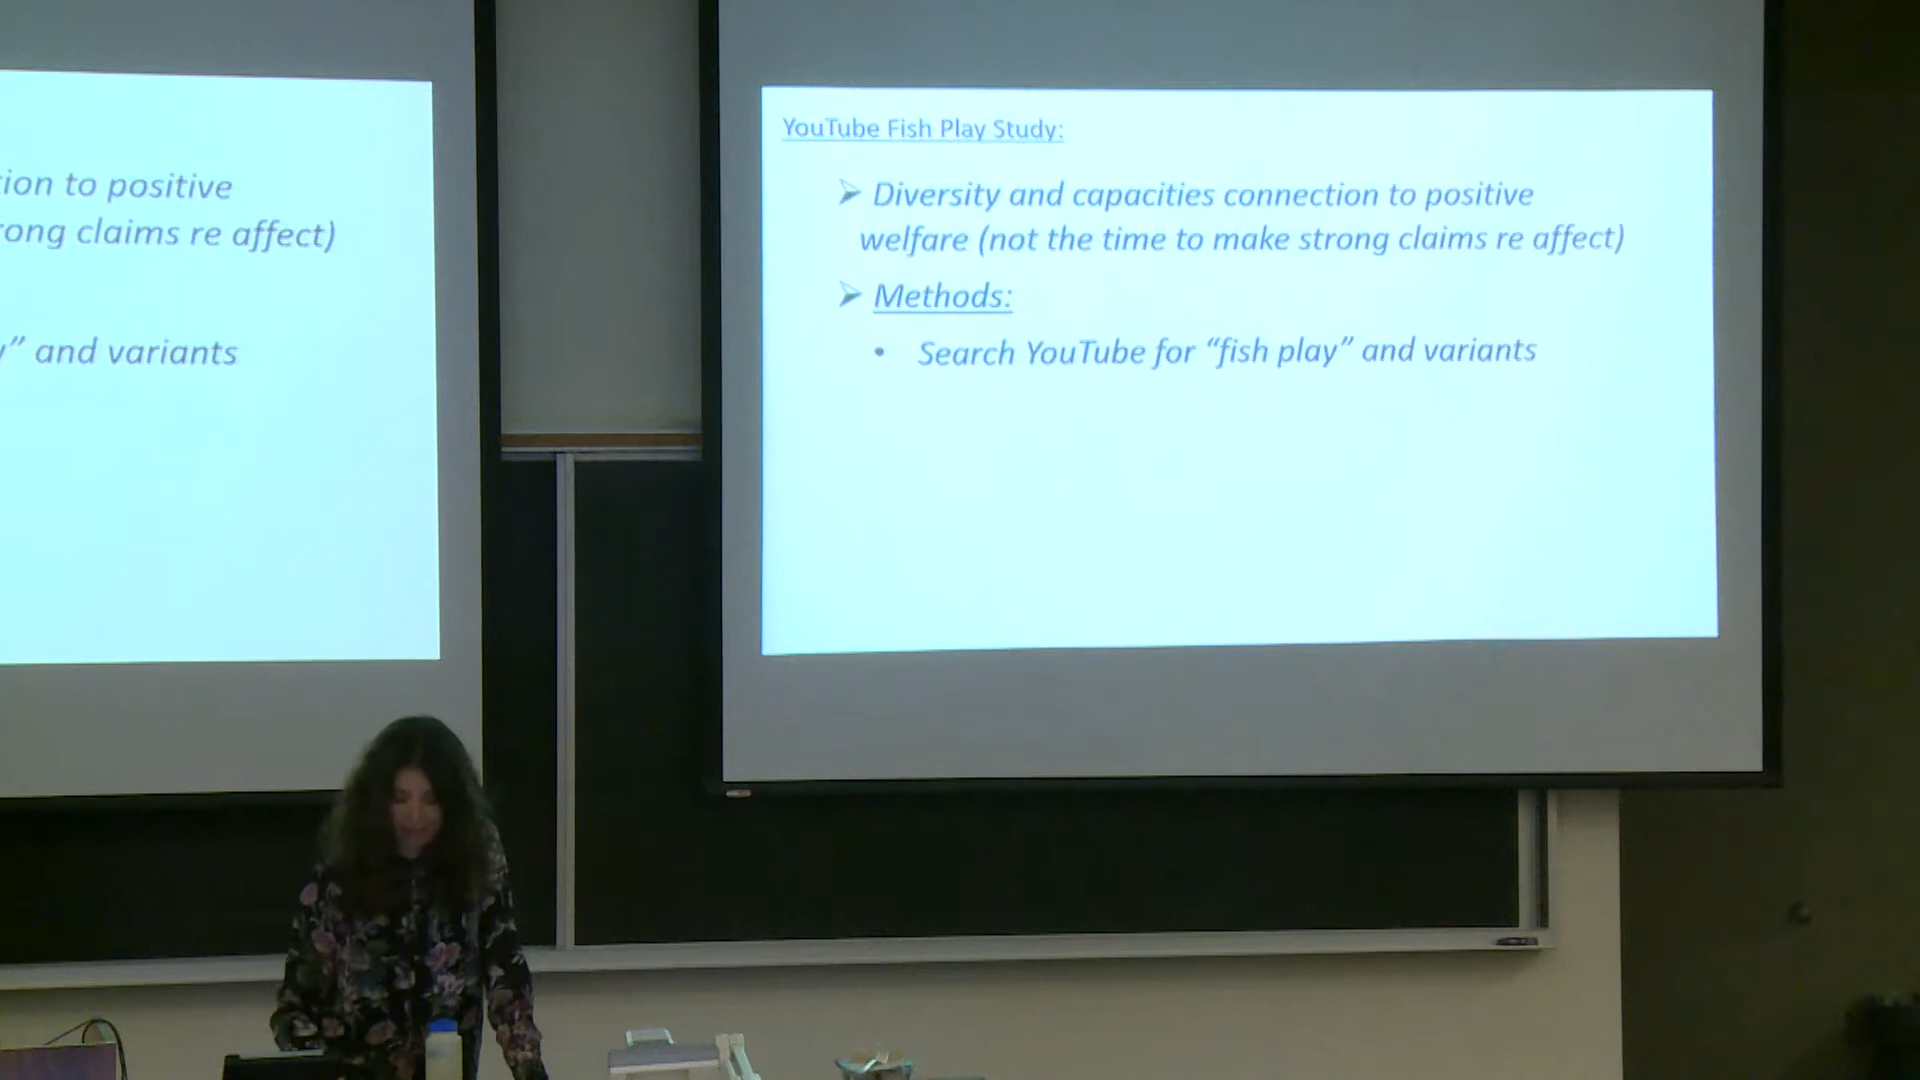 ion to positive
rong claims re affect)
y” and variants
YouTube Fish Play Study:
➢ Diversity and capacities connection to positive
welfare (not the time to make strong claims re affect)
➢ Methods:
• Search YouTube for “fish play” and variants